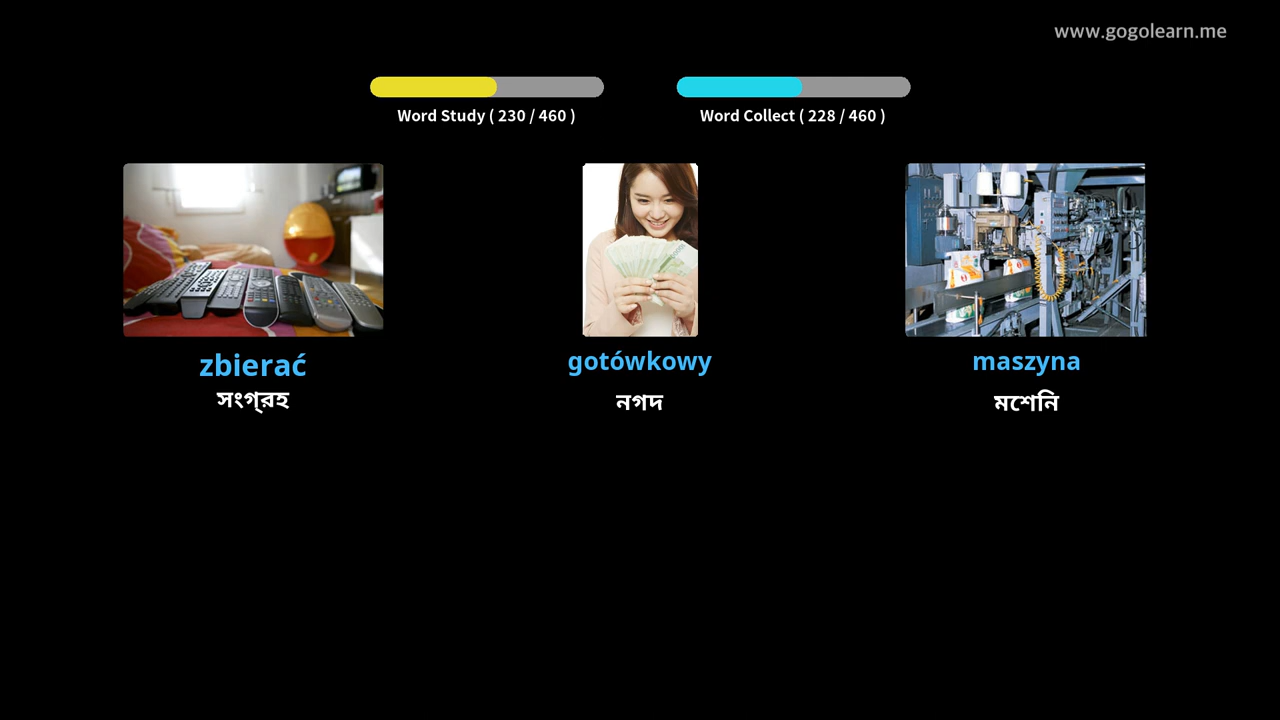 www.gogolearn.me
Word Study ( 230 / 460 )
Word Collect ( 228 / 460 )
zbierać
gotówkowy
maszyna
সংগ্রহ
নগদ
মশেনি